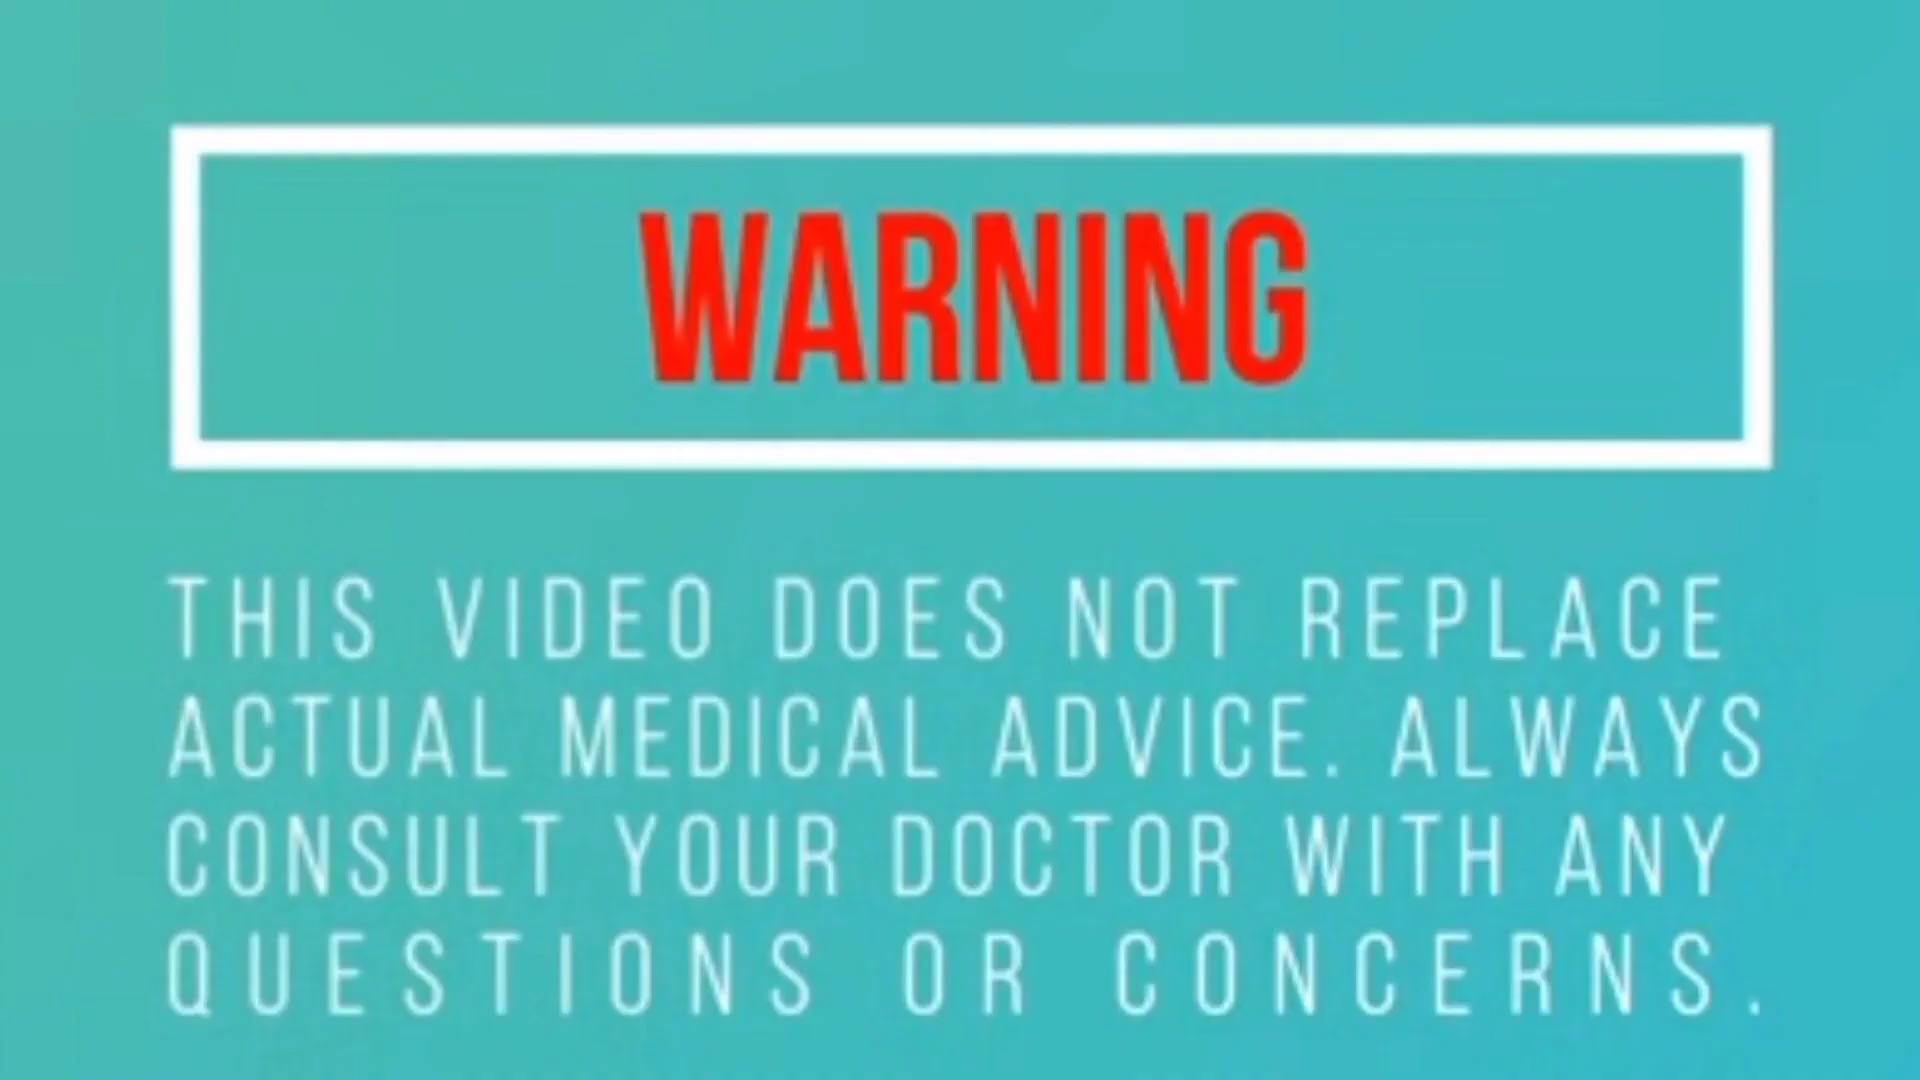 WARNING
THIS VIDEO DOES NOT REPLACE
ACTUAL MEDICAL ADVICE. ALWAYS
CONSULT YOUR DOCTOR WITH ANY
QUESTIONS OR CONCERNS.